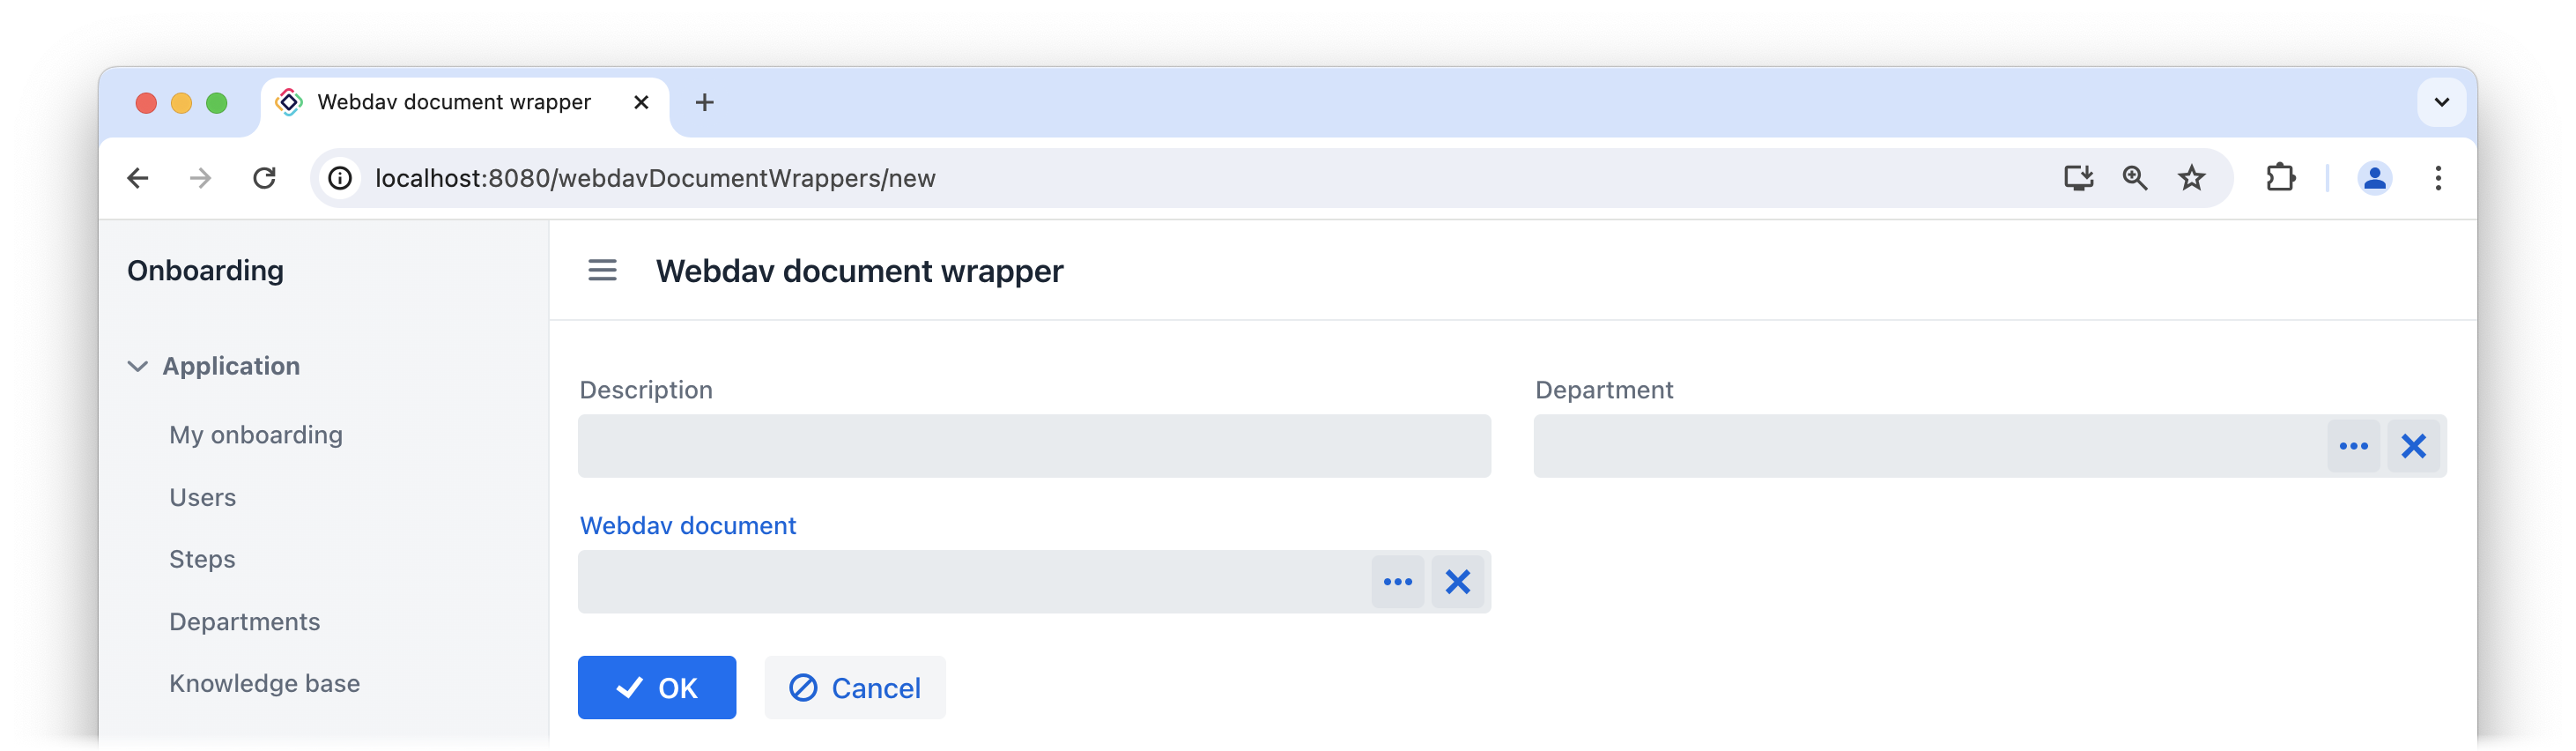 Webdav document wrapper
localhost:8080/webdavDocumentWrappers/new
Onboarding
Application
My onboarding
Users
Steps
Departments
Knowledge base
Webdav document wrapper
Description
Department
Webdav document
OK
Cancel